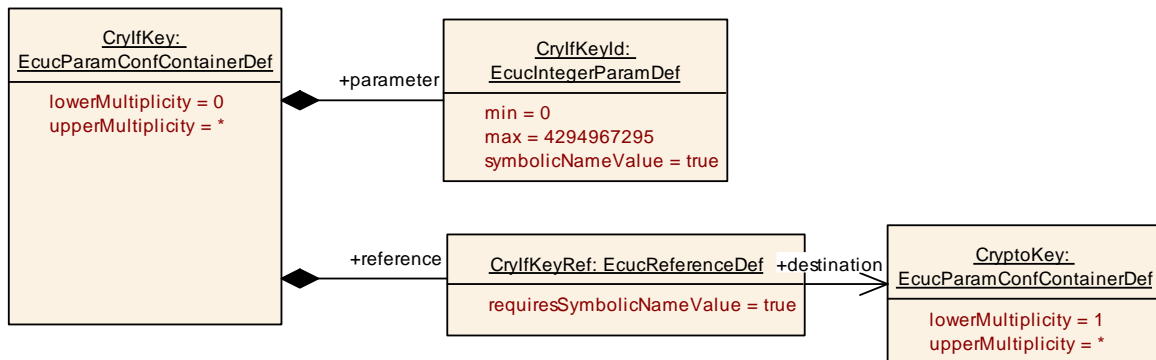 CryIfKey:
EcucParamConfContainerDef
lowerMultiplicity = 0
upperMultiplicity = *
+parameter
CryIfKeyId:
EcucIntegerParamDef
min = 0
max = 4294967295
symbolicNameValue = true
+reference
CryIfKeyRef: EcucReferenceDef
requiresSymbolicNameValue = true
+destination
CryptoKey:
EcucParamConfContainerDef
lowerMultiplicity = 1
upperMultiplicity = *